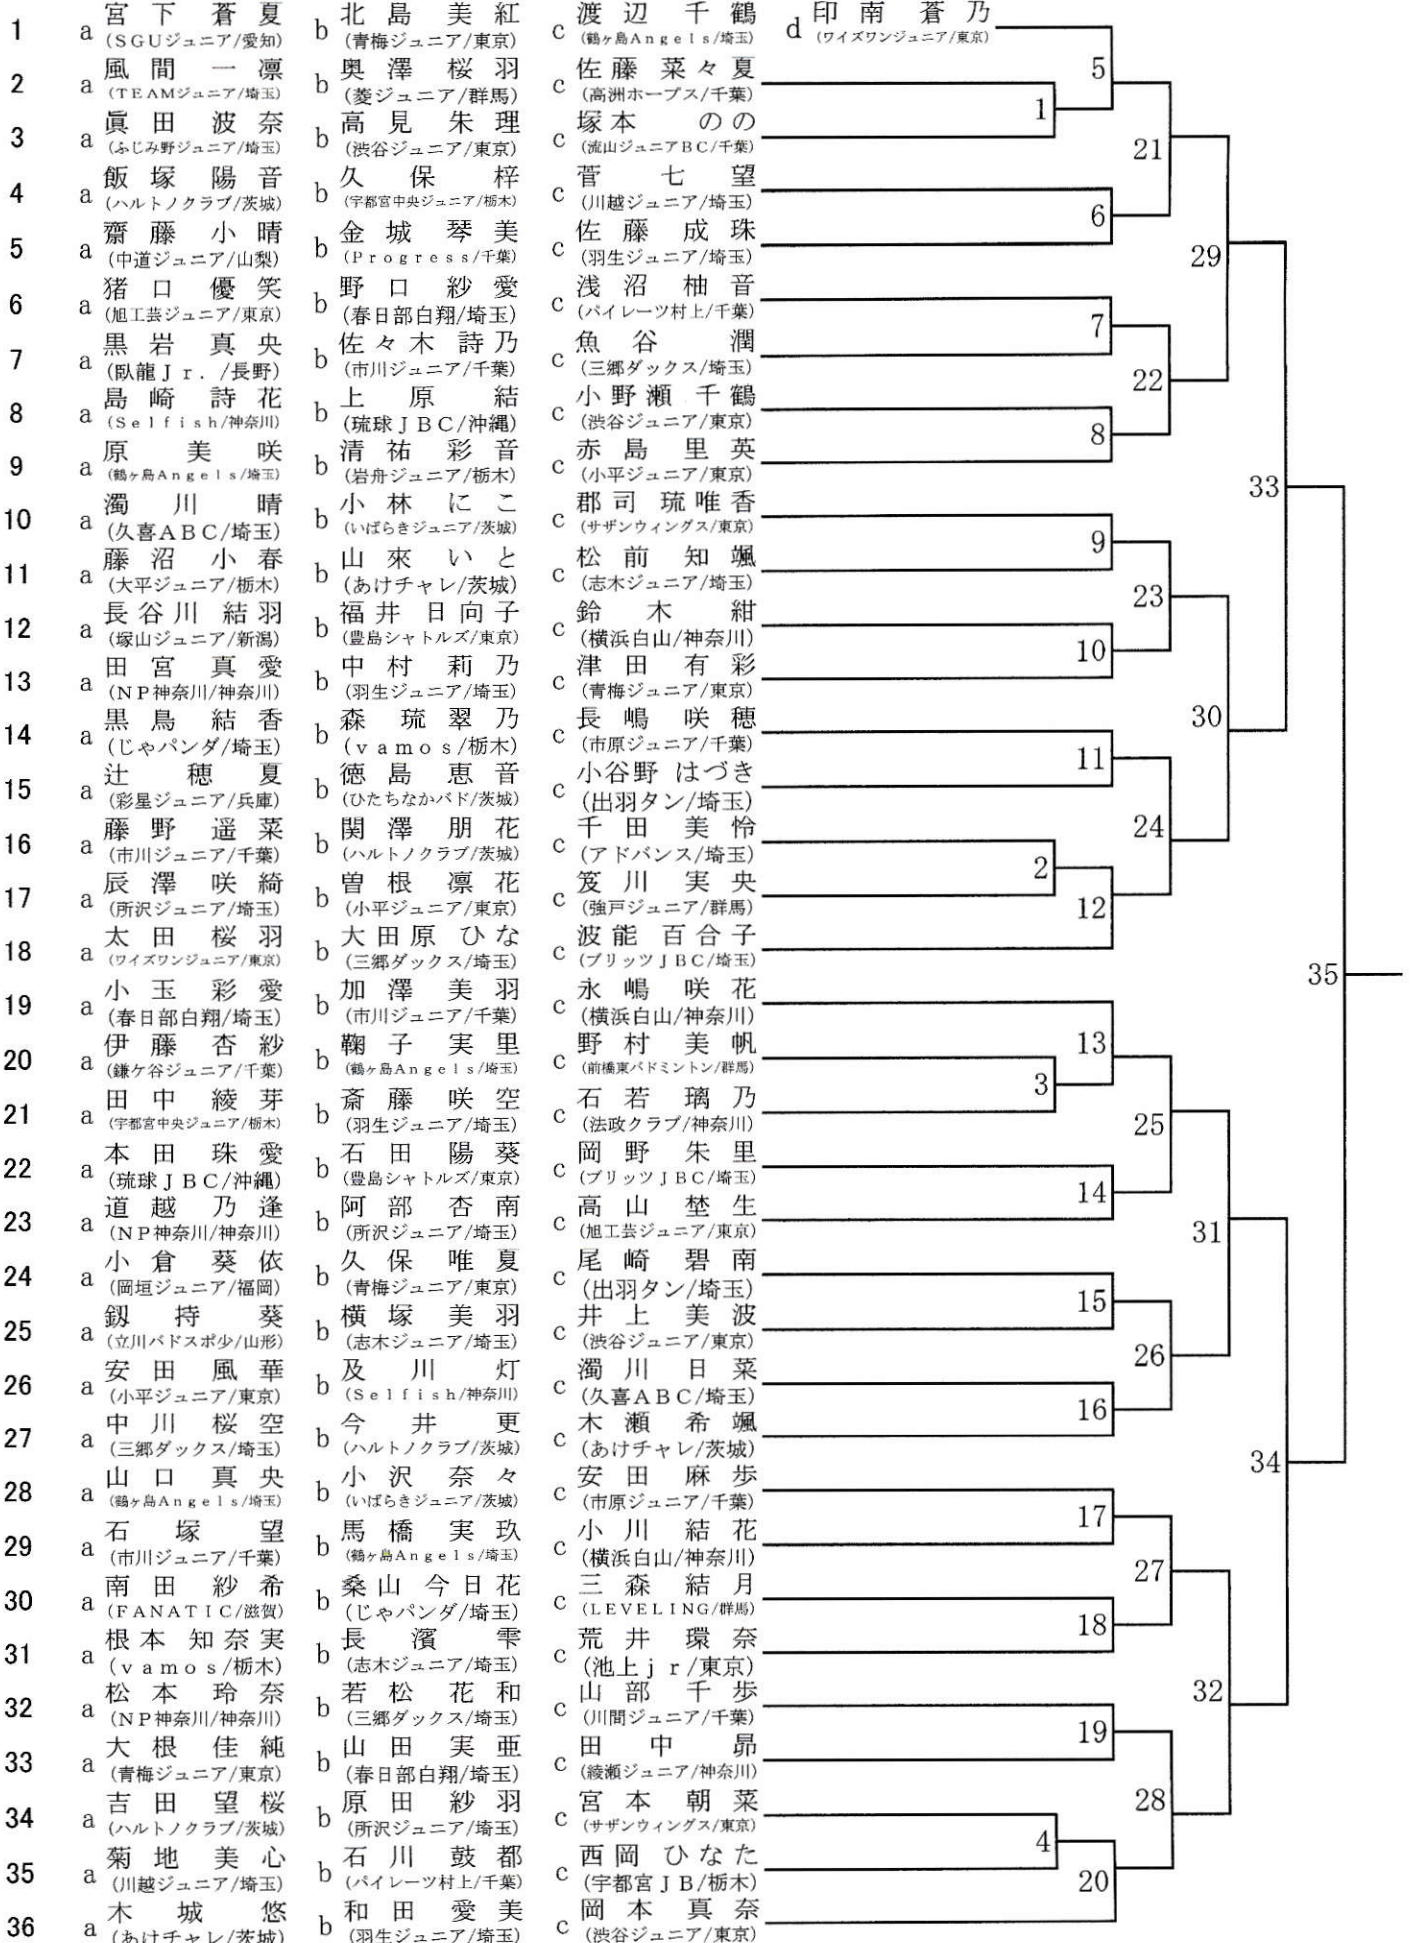 1 a 宮下 蒼夏 b 北島 美紅 c 渡辺 千鶴 d 印南 蒼乃
(SGUジュニア/愛知) (青梅ジュニア/東京) (鶴ヶ島Angels/埼玉) (ワイズワンジュニア/東京)
2 a 風間 一凛 b 奥澤 桜羽 c 佐藤 菜々夏
(TEAMジュニア/埼玉) (菱ジュニア/群馬) (高洲ホープス/千葉)
3 a 眞田 波奈 b 高見 朱理 c 塚本 のの
(ふじみ野ジュニア/埼玉) (渋谷ジュニア/東京) (流山ジュニアBC/千葉)
4 a 飯塚 陽音 b 久保 梓 c 菅 七望
(ハルトノクラブ/茨城) (宇都宮中央ジュニア/栃木) (川越ジュニア/埼玉)
5 a 齋藤 小晴 b 金城 琴美 c 佐藤 成珠
(中道ジュニア/山梨) (Progress/千葉) (羽生ジュニア/埼玉)
6 a 猪口 優笑 b 野口 紗愛 c 浅沼 柚音
(旭工芸ジュニア/東京) (春日部白翔/埼玉) (パイレーツ村上/千葉)
7 a 黒岩 真央 b 佐々木 詩乃 c 魚谷 潤
(臥龍Jr./長野) (市川ジュニア/千葉) (三郷ダックス/埼玉)
8 a 島崎 詩花 b 上原 結 c 小野瀬 千鶴
(Selfish/神奈川) (琉球JBC/沖縄) (渋谷ジュニア/東京)
9 a 原 美咲 b 清祐 彩音 c 赤島 里英
(鶴ヶ島Angels/埼玉) (岩舟ジュニア/栃木) (小平ジュニア/東京)
10 a 濁川 晴 b 小林 にこ c 郡司 琉唯香
(久喜ABC/埼玉) (いばらきジュニア/茨城) (サザンウィングス/東京)
11 a 藤沼 小春 b 山來 いと c 松前 知颯
(大平ジュニア/栃木) (あけチャレ/茨城) (志木ジュニア/埼玉)
12 a 長谷川 結羽 b 福井 日向子 c 鈴木 紺
(塚山ジュニア/新潟) (豊島シャトルズ/東京) (横浜白山/神奈川)
13 a 田宮 真愛 b 中村 莉乃 c 津田 有彩
(NP神奈川/神奈川) (羽生ジュニア/埼玉) (青梅ジュニア/東京)
14 a 黒鳥 結香 b 森 琉翠乃 c 長嶋 咲穂
(じゃパンダ/埼玉) (vamos/栃木) (市原ジュニア/千葉)
15 a 辻 穂夏 b 徳島 恵音 c 小谷野 はづき
(彩星ジュニア/兵庫) (ひたちなかバド/茨城) (出羽タン/埼玉)
16 a 藤野 遥菜 b 関澤 朋花 c 千田 美怜
(市川ジュニア/千葉) (ハルトノクラブ/茨城) (アドバンス/埼玉)
17 a 辰澤 咲綺 b 曽根 凛花 c 笈川 実央
(所沢ジュニア/埼玉) (小平ジュニア/東京) (強戸ジュニア/群馬)
18 a 太田 桜羽 b 大田原 ひな c 波能 百合子
(ワイズワンジュニア/東京) (三郷ダックス/埼玉) (ブリッツJBC/埼玉)
19 a 小玉 彩愛 b 加澤 美羽 c 永嶋 咲花
(春日部白翔/埼玉) (市川ジュニア/千葉) (横浜白山/神奈川)
20 a 伊藤 杏紗 b 鞠子 実里 c 野村 美帆
(鎌ケ谷ジュニア/千葉) (鶴ヶ島Angels/埼玉) (前橋東バドミントン/群馬)
21 a 田中 綾芽 b 斎藤 咲空 c 石若 璃乃
(宇都宮中央ジュニア/栃木) (羽生ジュニア/埼玉) (法政クラブ/神奈川)
22 a 本田 珠愛 b 石田 陽葵 c 岡野 朱里
(琉球JBC/沖縄) (豊島シャトルズ/東京) (ブリッツJBC/埼玉)
23 a 道越 乃逢 b 阿部 杏南 c 高山 埜生
(NP神奈川/神奈川) (所沢ジュニア/埼玉) (旭工芸ジュニア/東京)
24 a 小倉 葵依 b 久保 唯夏 c 尾崎 碧南
(岡垣ジュニア/福岡) (青梅ジュニア/東京) (出羽タン/埼玉)
25 a 釼持 葵 b 横塚 美羽 c 井上 美波
(立川バドスポ少/山形) (志木ジュニア/埼玉) (渋谷ジュニア/東京)
26 a 安田 風華 b 及川 灯 c 濁川 日菜
(小平ジュニア/東京) (Selfish/神奈川) (久喜ABC/埼玉)
27 a 中川 桜空 b 今井 更 c 木瀬 希颯
(三郷ダックス/埼玉) (ハルトノクラブ/茨城) (あけチャレ/茨城)
28 a 山口 真央 b 小沢 奈々 c 安田 麻歩
(鶴ヶ島Angels/埼玉) (いばらきジュニア/茨城) (市原ジュニア/千葉)
29 a 石塚 望 b 馬橋 実玖 c 小川 結花
(市川ジュニア/千葉) (鶴ヶ島Angels/埼玉) (横浜白山/神奈川)
30 a 南田 紗希 b 桑山 今日花 c 三森 結月
(FANATIC/滋賀) (じゃパンダ/埼玉) (LEVELING/群馬)
31 a 根本 知奈実 b 長濱 雫 c 荒井 環奈
(vamos/栃木) (志木ジュニア/埼玉) (池上jr/東京)
32 a 松本 玲奈 b 若松 花和 c 山部 千歩
(NP神奈川/神奈川) (三郷ダックス/埼玉) (川間ジュニア/千葉)
33 a 大根 佳純 b 山田 実亜 c 田中 昴
(青梅ジュニア/東京) (春日部白翔/埼玉) (綾瀬ジュニア/神奈川)
34 a 吉田 望桜 b 原田 紗羽 c 宮本 朝菜
(ハルトノクラブ/茨城) (所沢ジュニア/埼玉) (サザンウィングス/東京)
35 a 菊地 美心 b 石川 鼓都 c 西岡 ひなた
(川越ジュニア/埼玉) (パイレーツ村上/千葉) (宇都宮JB/栃木)
36 a 木城 悠 b 和田 愛美 c 岡本 真奈
(あけチャレ/茨城) (羽生ジュニア/埼玉) (渋谷ジュニア/東京)
1
2
3
4
5
6
7
8
9
10
11
12
13
14
15
16
17
18
19
20
21
22
23
24
25
26
27
28
29
30
31
32
33
34
35